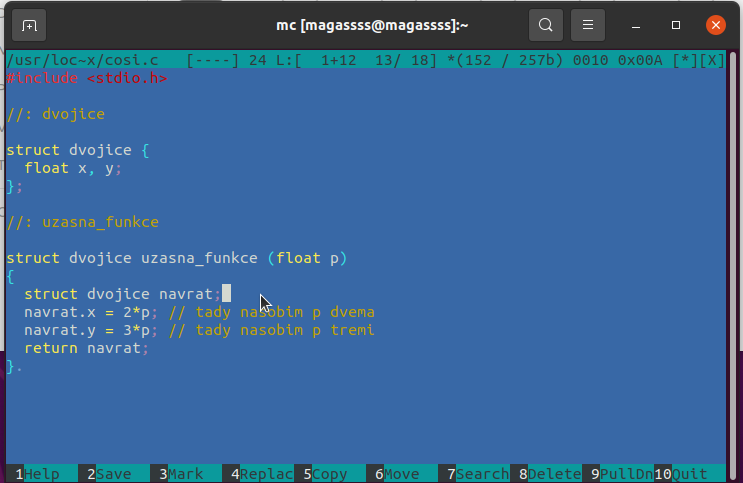 mc [magassss@magassss]:~
/usr/loc~x/cosi.c [----] 24 L:[ 1+12 13/ 18] *(152 / 257b) 0010 0x00A [*][X]
#include <stdio.h>
//: dvojice
struct dvojice {
float x, y;
};
//: uzasna_funkce
struct dvojice uzasna_funkce (float p)
{
struct dvojice navrat;
navrat.x = 2*p; // tady nasobim p dvema
navrat.y = 3*p; // tady nasobim p tremi
return navrat;
}.
1Help 2Save 3Mark 4Replac 5Copy 6Move 7Search 8Delete 9PullDn 10Quit